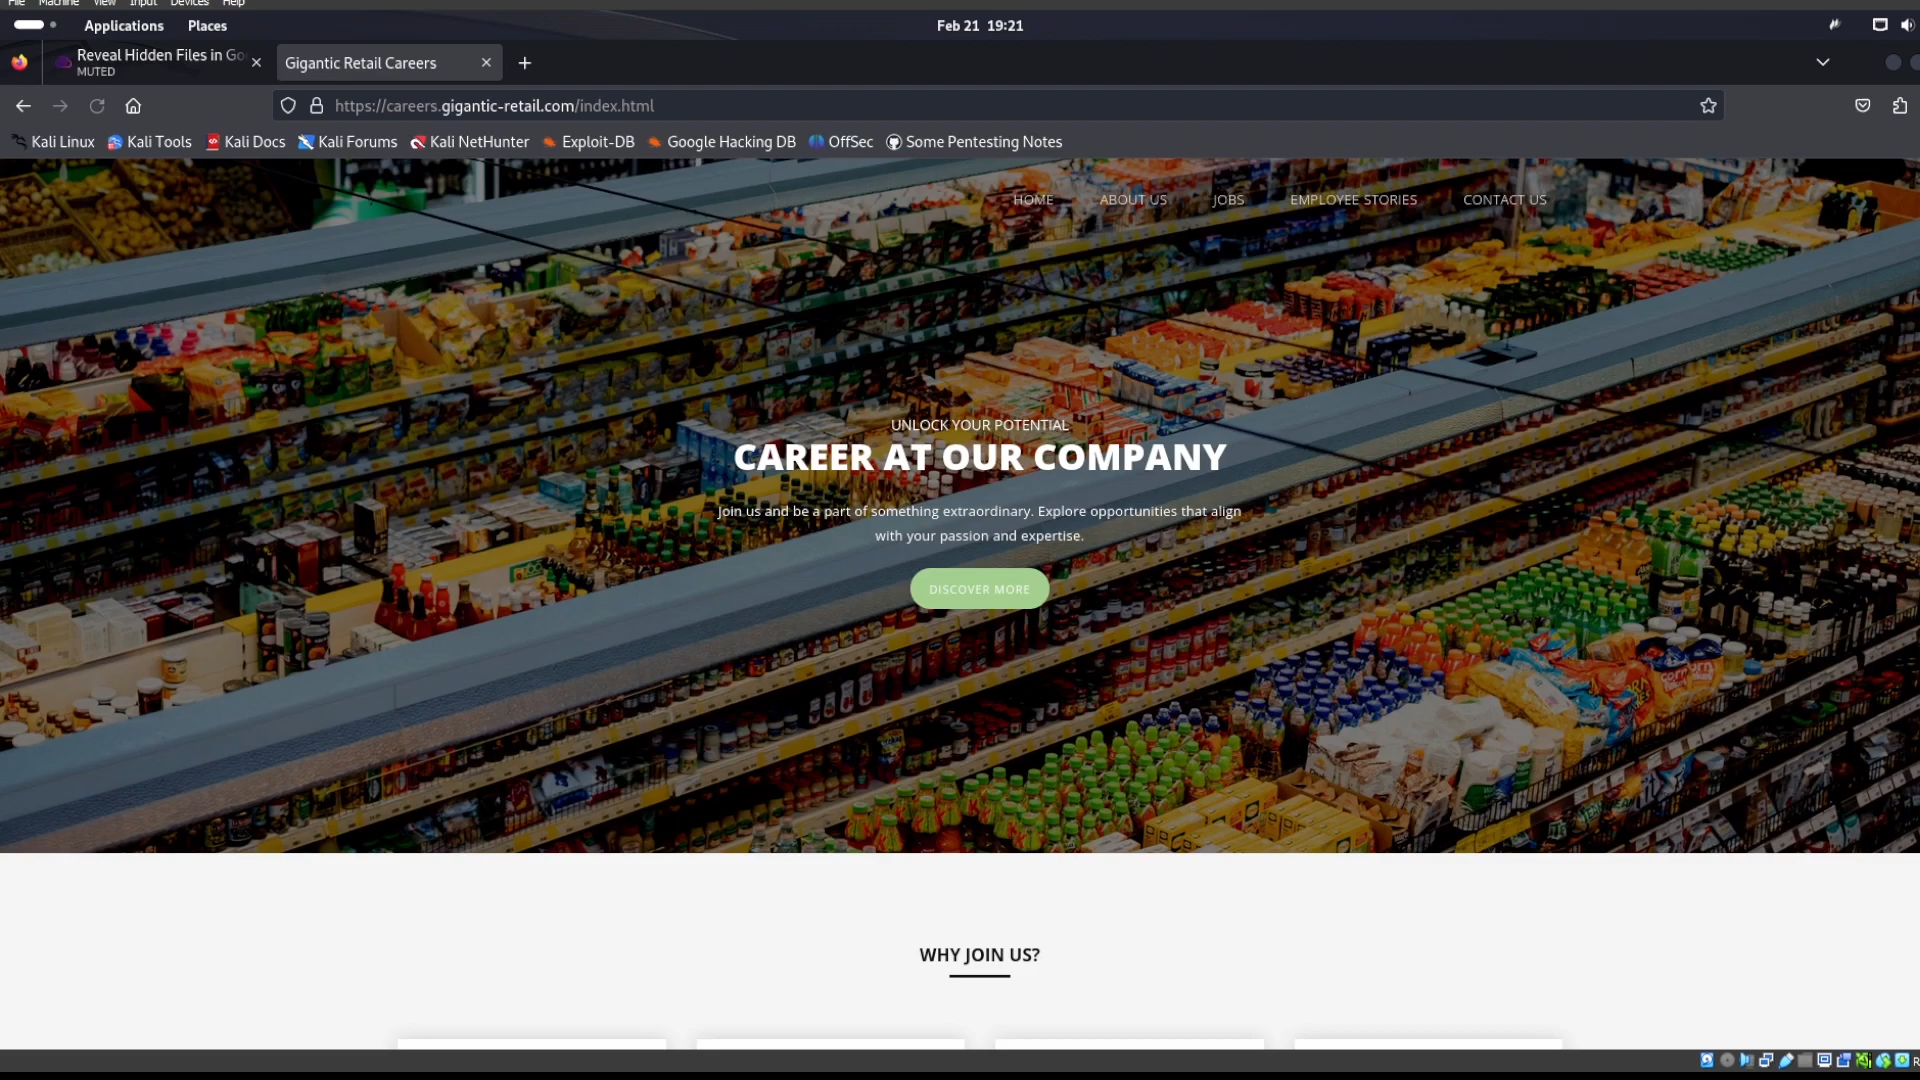 File Machine View Input Devices Help
Applications Places Feb 21 19:21
Reveal Hidden Files in Go
MUTED
Gigantic Retail Careers
https://careers.gigantic-retail.com/index.html
Kali Linux Kali Tools Kali Docs Kali Forums Kali NetHunter Exploit-DB Google Hacking DB OffSec Some Pentesting Notes
HOME ABOUT US JOBS EMPLOYEE STORIES CONTACT US
UNLOCK YOUR POTENTIAL
CAREER AT OUR COMPANY
Join us and be a part of something extraordinary. Explore opportunities that align
with your passion and expertise.
DISCOVER MORE
WHY JOIN US?